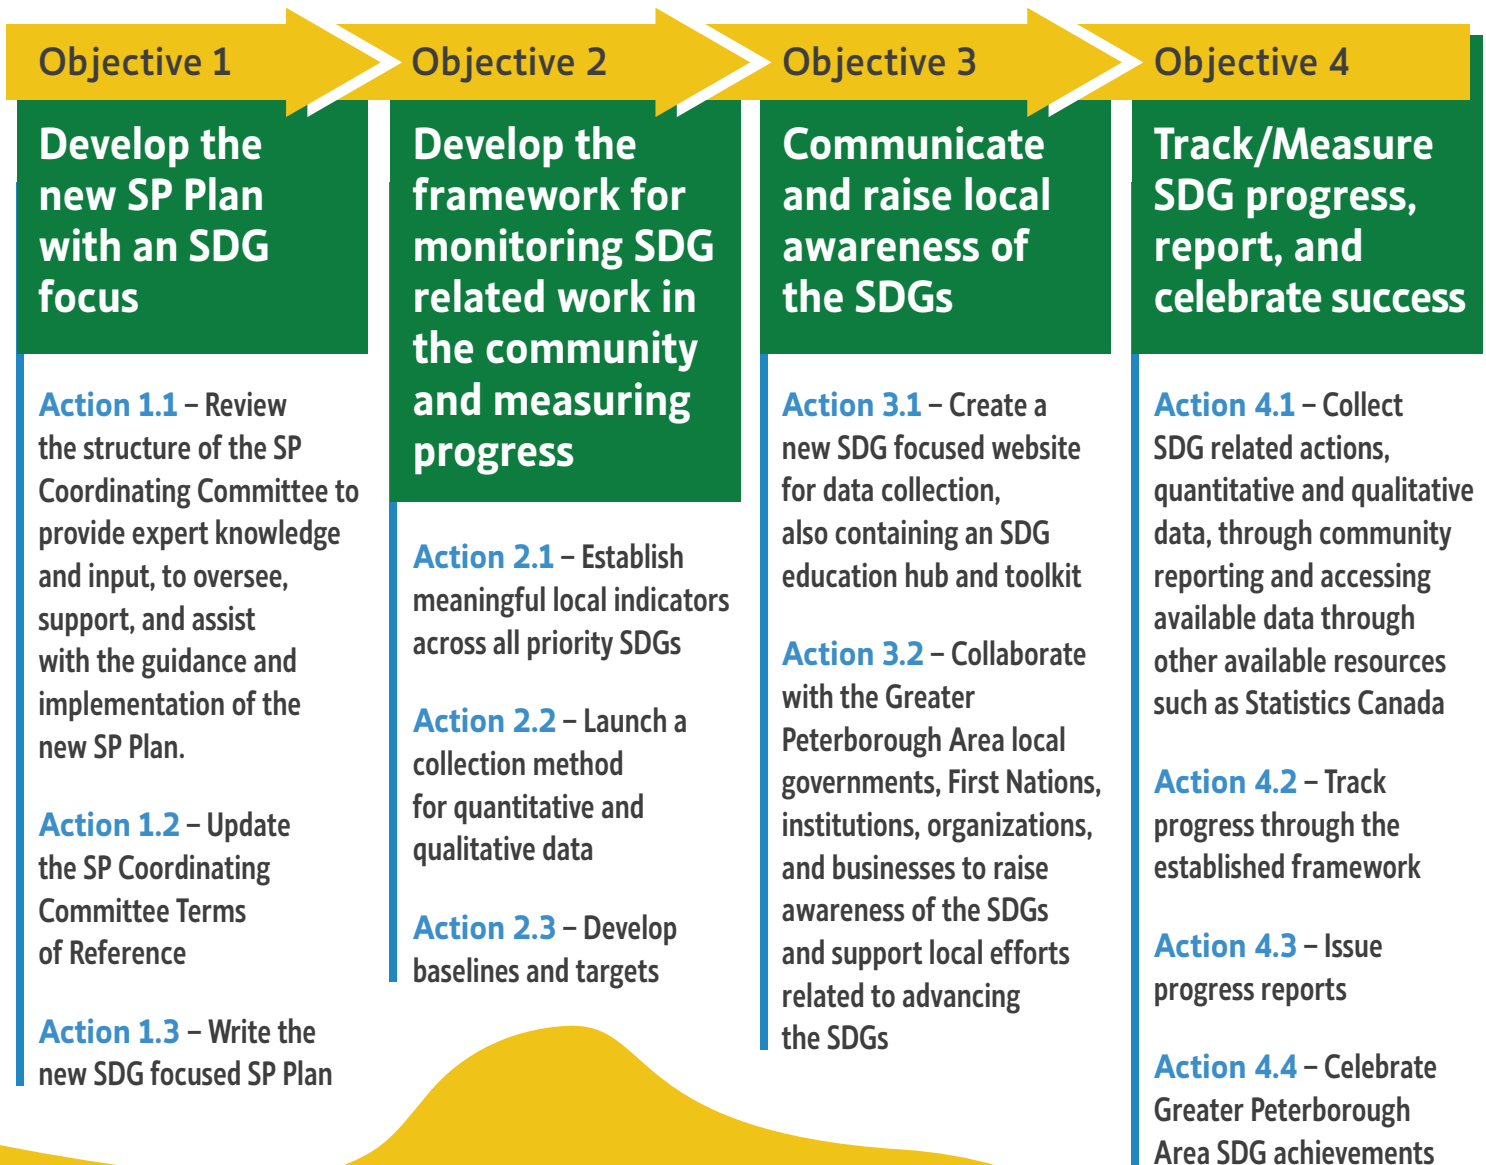 Objective 1
Develop the
new SP Plan
with an SDG
focus
Action 1.1 – Review
the structure of the SP
Coordinating Committee to
provide expert knowledge
and input, to oversee,
support, and assist
with the guidance and
implementation of the
new SP Plan.
Action 1.2 – Update
the SP Coordinating
Committee Terms
of Reference
Action 1.3 – Write the
new SDG focused SP Plan
Objective 2
Develop the
framework for
monitoring SDG
related work in
the community
and measuring
progress
Action 2.1 – Establish
meaningful local indicators
across all priority SDGs
Action 2.2 – Launch a
collection method
for quantitative and
qualitative data
Action 2.3 – Develop
baselines and targets
Objective 3
Communicate
and raise local
awareness of
the SDGs
Action 3.1 – Create a
new SDG focused website
for data collection,
also containing an SDG
education hub and toolkit
Action 3.2 – Collaborate
with the Greater
Peterborough Area local
governments, First Nations,
institutions, organizations,
and businesses to raise
awareness of the SDGs
and support local efforts
related to advancing
the SDGs
Objective 4
Track/Measure
SDG progress,
report, and
celebrate success
Action 4.1 – Collect
SDG related actions,
quantitative and qualitative
data, through community
reporting and accessing
available data through
other available resources
such as Statistics Canada
Action 4.2 – Track
progress through the
established framework
Action 4.3 – Issue
progress reports
Action 4.4 – Celebrate
Greater Peterborough
Area SDG achievements